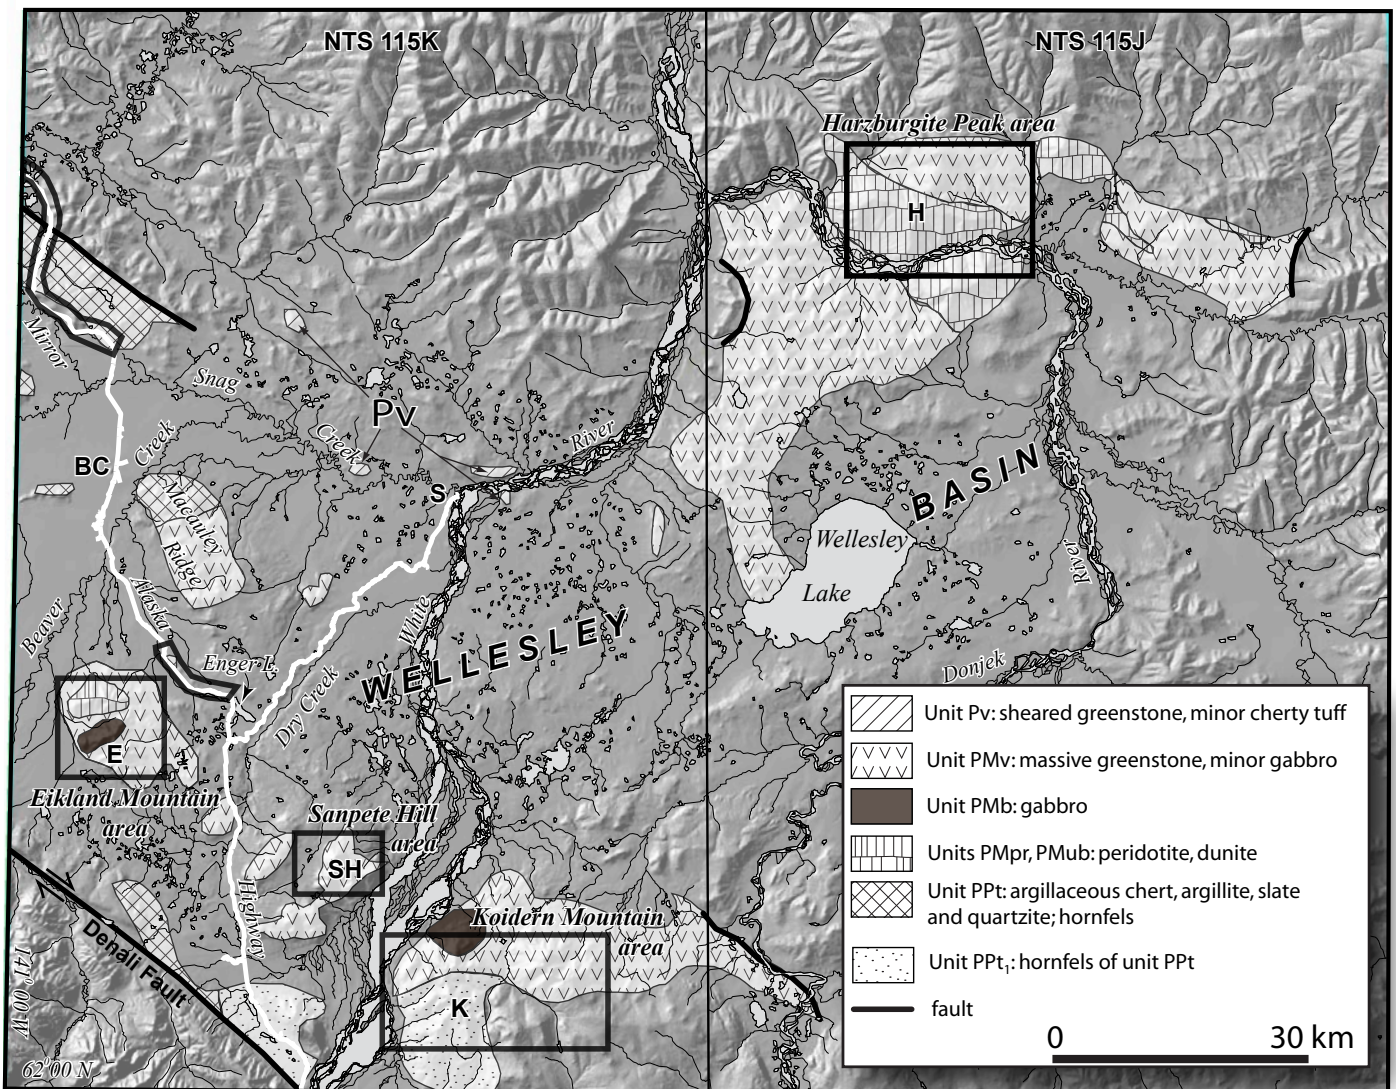 NTS 115K
NTS 115J
Harzburgite Peak area
H
Mirror
Creek
Snag
Creek
Pv
River
BC
S
Macauley
Ridge
Alaska
Highway
Beaver
Enger L.
Dry Creek
White
WELLESLEY
BASIN
Wellesley
Lake
River
Donjek
E
Eikland Mountain
area
Sanpete Hill
area
SH
Koidern Mountain
area
K
Denali Fault
141° 00' W
62°00 N
Unit Pv: sheared greenstone, minor cherty tuff
Unit PMv: massive greenstone, minor gabbro
Unit PMb: gabbro
Units PMpr, PMub: peridotite, dunite
Unit PPt: argillaceous chert, argillite, slate
and quartzite; hornfels
Unit PPt₁: hornfels of unit PPt
fault
0
30 km